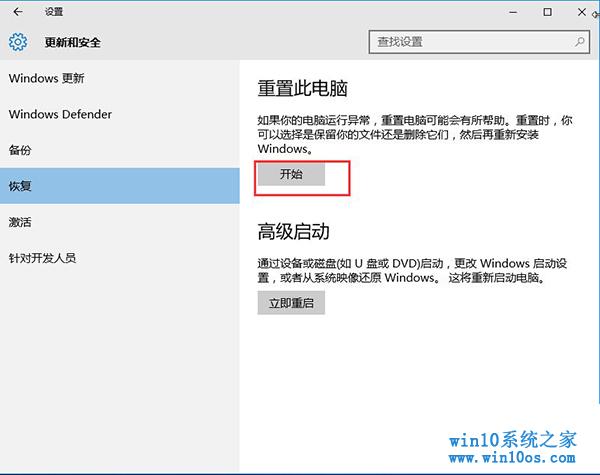 设置
更新和安全
查找设置
Windows 更新
Windows Defender
备份
恢复
激活
针对开发人员
重置此电脑
如果你的电脑运行异常，重置电脑可能会有所帮助。重置时，你
可以选择是保留你的文件还是删除它们，然后再重新安装
Windows。
开始
高级启动
通过设备或磁盘(如 U 盘或 DVD)启动，更改 Windows 启动设
置，或者从系统映像还原 Windows。 这将重新启动电脑。
立即重启
win10系统之家
www.win10os.com